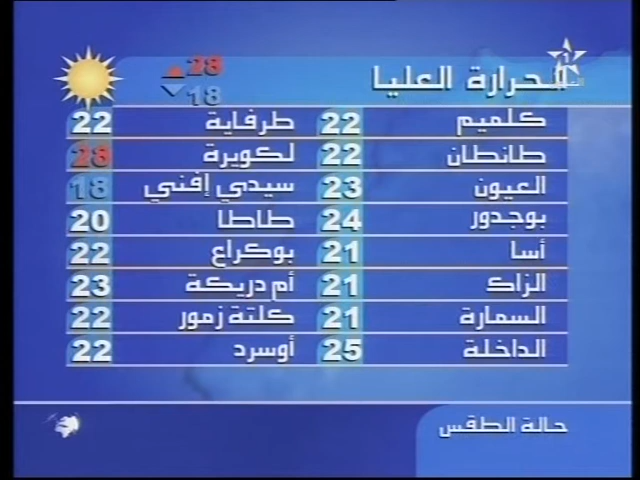 الحرارة العليا
28
18
كلميم 22 طرفاية 22
طانطان 22 لكويرة 28
العيون 23 سيدي إفني 18
بوجدور 24 طاطا 20
أسا 21 بوكراع 22
الزاك 21 أم دريكة 23
السمارة 21 كلتة زمور 22
الداخلة 25 أوسرد 22
حالة الطقس